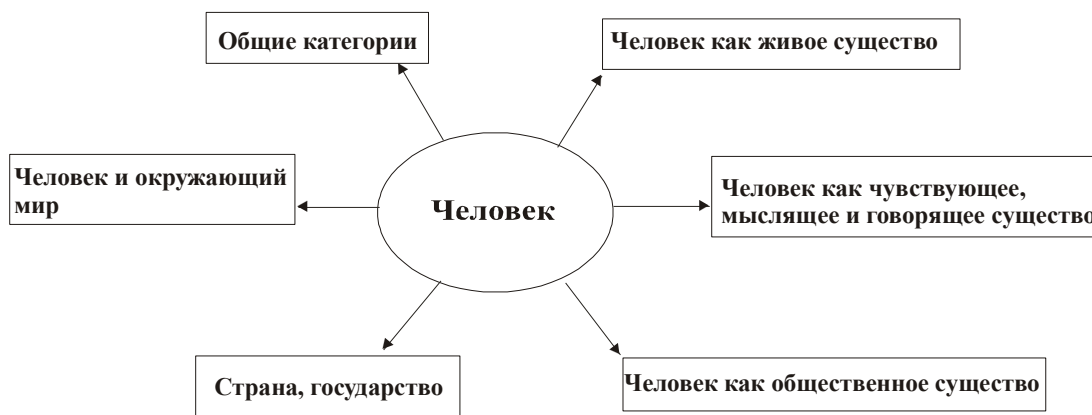 Общие категории
Человек как живое существо
Человек и окружающий
мир
Человек
Человек как чувствующее,
мыслящее и говорящее существо
Страна, государство
Человек как общественное существо